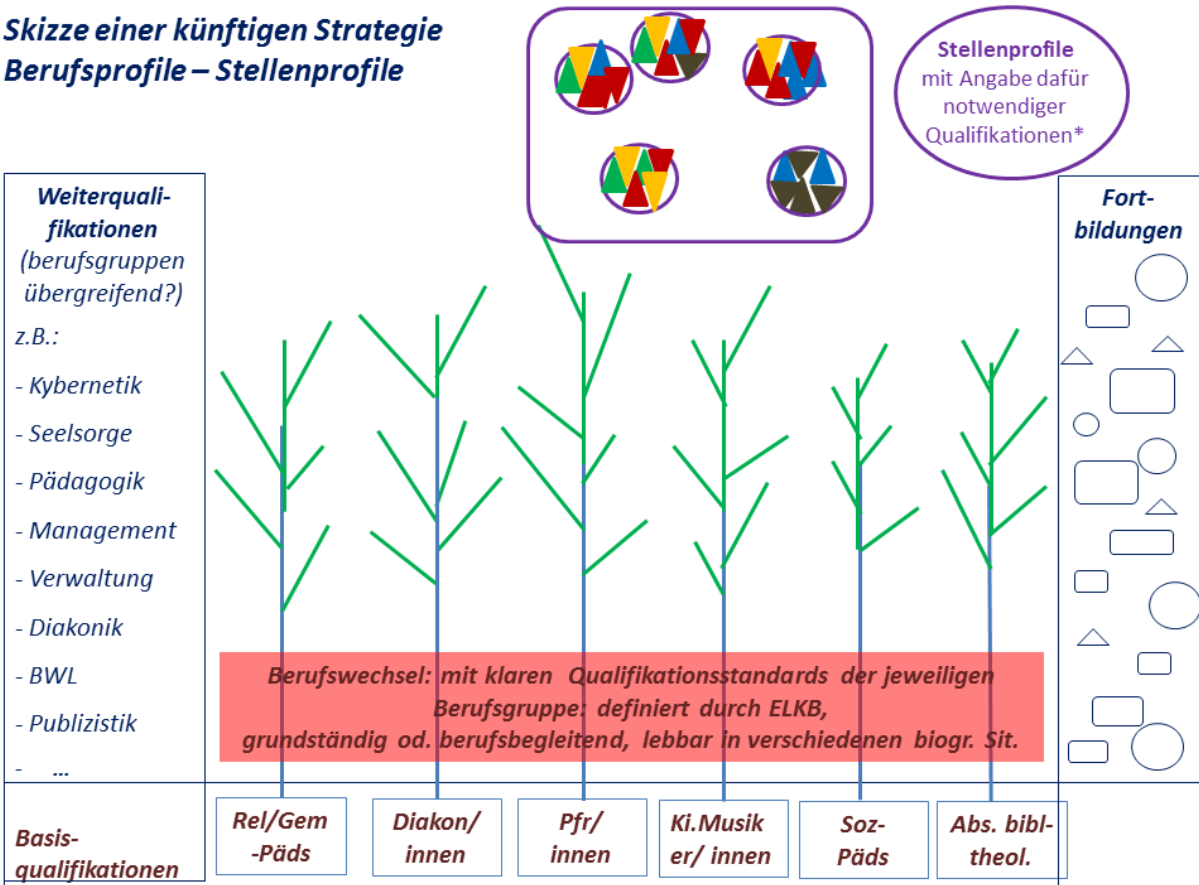 Skizze einer künftigen Strategie
Berufsprofile – Stellenprofile
Stellenprofile
mit Angabe dafür
notwendiger
Qualifikationen*
Weiterquali-
fikationen
(berufsgruppen
übergreifend?)
z.B.:
- Kybernetik
- Seelsorge
- Pädagogik
- Management
- Verwaltung
- Diakonik
- BWL
- Publizistik
- ...
Fort-
bildungen
Berufswechsel: mit klaren Qualifikationsstandards der jeweiligen
Berufsgruppe: definiert durch ELKB,
grundständig od. berufsbegleitend, lebbar in verschiedenen biogr. Sit.
Basis-
qualifikationen
Rel/Gem
-Päds
Diakon/
innen
Pfr/
innen
Ki.Musik
er/ innen
Soz-
Päds
Abs. bibl-
theol.